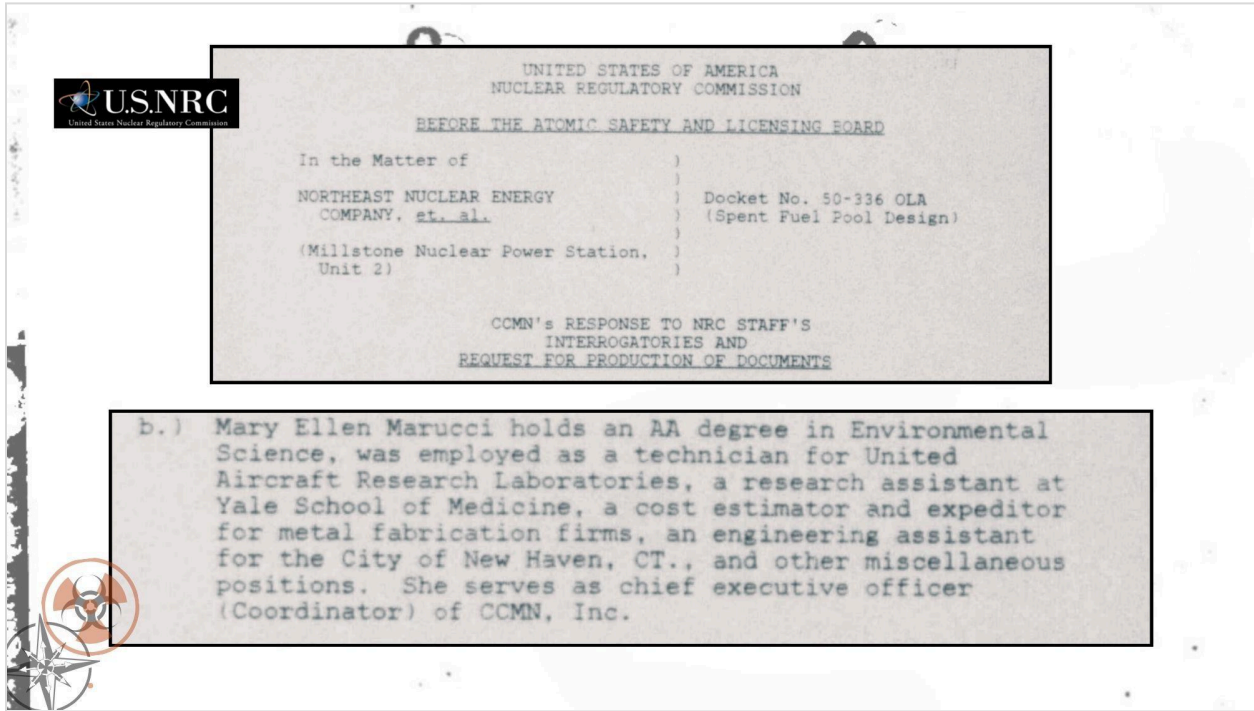 U.S.NRC
United States Nuclear Regulatory Commission
UNITED STATES OF AMERICA
NUCLEAR REGULATORY COMMISSION
BEFORE THE ATOMIC SAFETY AND LICENSING BOARD
In the Matter of )
)
NORTHEAST NUCLEAR ENERGY ) Docket No. 50-336 OLA
COMPANY, et. al. ) (Spent Fuel Pool Design)
)
(Millstone Nuclear Power Station, )
Unit 2) )
CCMN's RESPONSE TO NRC STAFF'S
INTERROGATORIES AND
REQUEST FOR PRODUCTION OF DOCUMENTS
b.) Mary Ellen Marucci holds an AA degree in Environmental
Science, was employed as a technician for United
Aircraft Research Laboratories, a research assistant at
Yale School of Medicine, a cost estimator and expeditor
for metal fabrication firms, an engineering assistant
for the City of New Haven, CT., and other miscellaneous
positions. She serves as chief executive officer
(Coordinator) of CCMN, Inc.